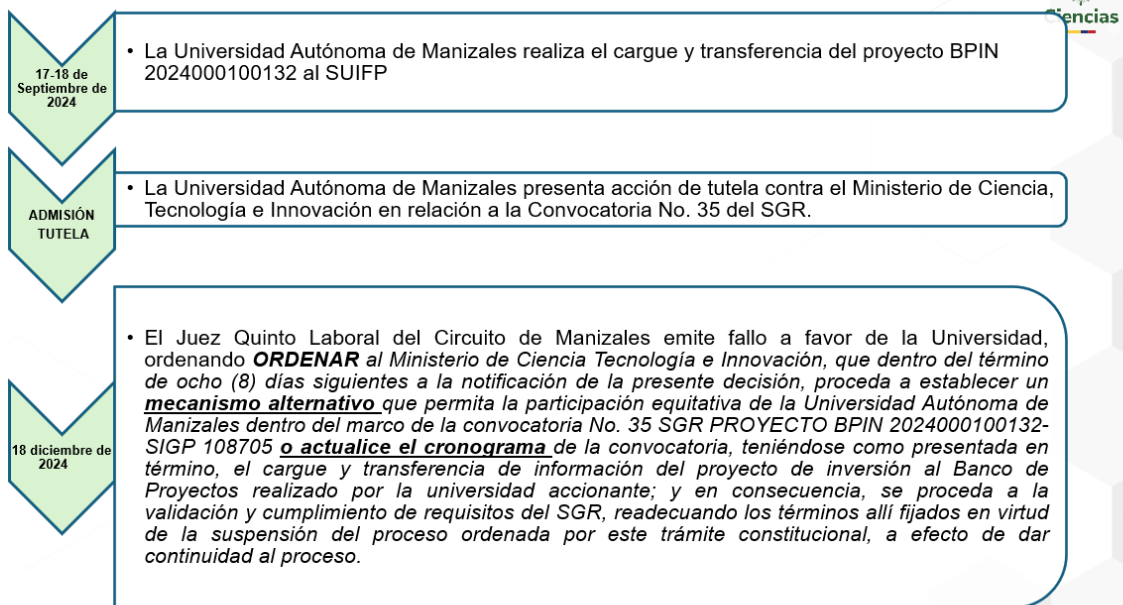 Ciencias
17-18 de
Septiembre de
2024
• La Universidad Autónoma de Manizales realiza el cargue y transferencia del proyecto BPIN
2024000100132 al SUIFP
ADMISIÓN
TUTELA
• La Universidad Autónoma de Manizales presenta acción de tutela contra el Ministerio de Ciencia,
Tecnología e Innovación en relación a la Convocatoria No. 35 del SGR.
18 diciembre de
2024
• El Juez Quinto Laboral del Circuito de Manizales emite fallo a favor de la Universidad,
ordenando ORDENAR al Ministerio de Ciencia Tecnología e Innovación, que dentro del término
de ocho (8) días siguientes a la notificación de la presente decisión, proceda a establecer un
mecanismo alternativo que permita la participación equitativa de la Universidad Autónoma de
Manizales dentro del marco de la convocatoria No. 35 SGR PROYECTO BPIN 2024000100132-
SIGP 108705 o actualice el cronograma de la convocatoria, teniéndose como presentada en
término, el cargue y transferencia de información del proyecto de inversión al Banco de
Proyectos realizado por la universidad accionante; y en consecuencia, se proceda a la
validación y cumplimiento de requisitos del SGR, readecuando los términos allí fijados en virtud
de la suspensión del proceso ordenada por este trámite constitucional, a efecto de dar
continuidad al proceso.